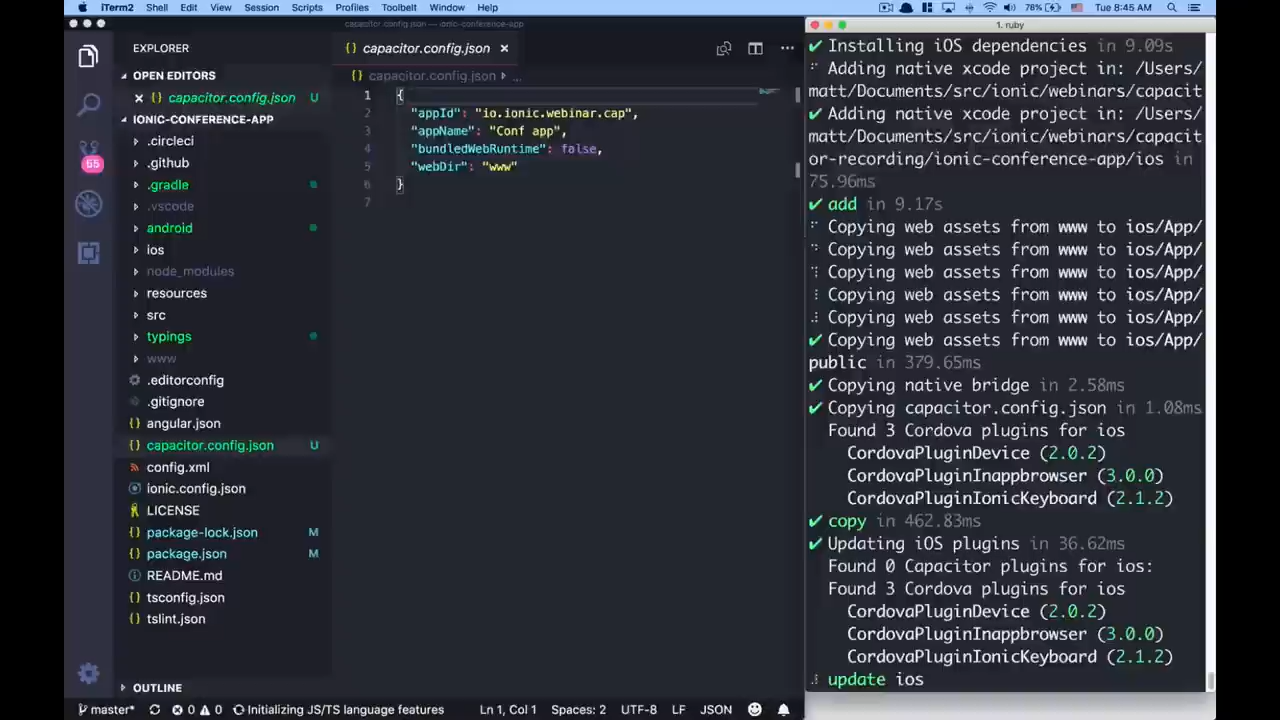 iTerm2 Shell Edit View Session Scripts Profiles Toolbelt Window Help 78% Tue 8:45 AM
capacitor.config.json — ionic-conference-app
1. ruby
EXPLORER
OPEN EDITORS
capacitor.config.json U
IONIC-CONFERENCE-APP
.circleci
.github
.gradle
.vscode
android
ios
node_modules
resources
src
typings
www
.editorconfig
.gitignore
angular.json
capacitor.config.json U
config.xml
ionic.config.json
LICENSE
package-lock.json M
package.json M
README.md
tsconfig.json
tslint.json
OUTLINE
55
capacitor.config.json
capacitor.config.json ...
1 {
2 "appId": "io.ionic.webinar.cap",
3 "appName": "Conf app",
4 "bundledWebRuntime": false,
5 "webDir": "www"
6 }
7
✔ Installing iOS dependencies in 9.09s
Adding native xcode project in: /Users/
matt/Documents/src/ionic/webinars/capacit
✔ Adding native xcode project in: /Users/
matt/Documents/src/ionic/webinars/capacit
or-recording/ionic-conference-app/ios in
75.96ms
✔ add in 9.17s
Copying web assets from www to ios/App/
Copying web assets from www to ios/App/
Copying web assets from www to ios/App/
Copying web assets from www to ios/App/
Copying web assets from www to ios/App/
✔ Copying web assets from www to ios/App/
public in 379.65ms
✔ Copying native bridge in 2.58ms
✔ Copying capacitor.config.json in 1.08ms
Found 3 Cordova plugins for ios
CordovaPluginDevice (2.0.2)
CordovaPluginInappbrowser (3.0.0)
CordovaPluginIonicKeyboard (2.1.2)
✔ copy in 462.83ms
✔ Updating iOS plugins in 36.62ms
Found 0 Capacitor plugins for ios:
Found 3 Cordova plugins for ios
CordovaPluginDevice (2.0.2)
CordovaPluginInappbrowser (3.0.0)
CordovaPluginIonicKeyboard (2.1.2)
update ios
master* 0 0 Initializing JS/TS language features Ln 1, Col 1 Spaces: 2 UTF-8 LF JSON